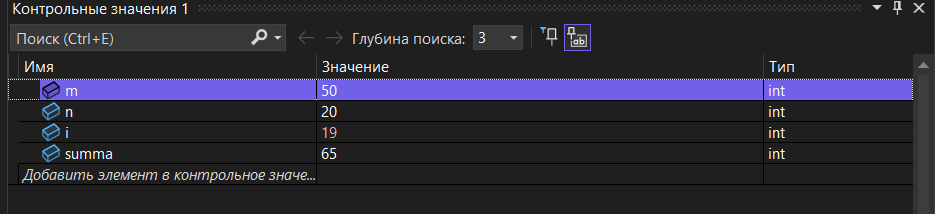 Контрольные значения 1
Поиск (Ctrl+E) Глубина поиска: 3
Имя Значение Тип
m 50 int
n 20 int
i 19 int
summa 65 int
Добавить элемент в контрольное значе...